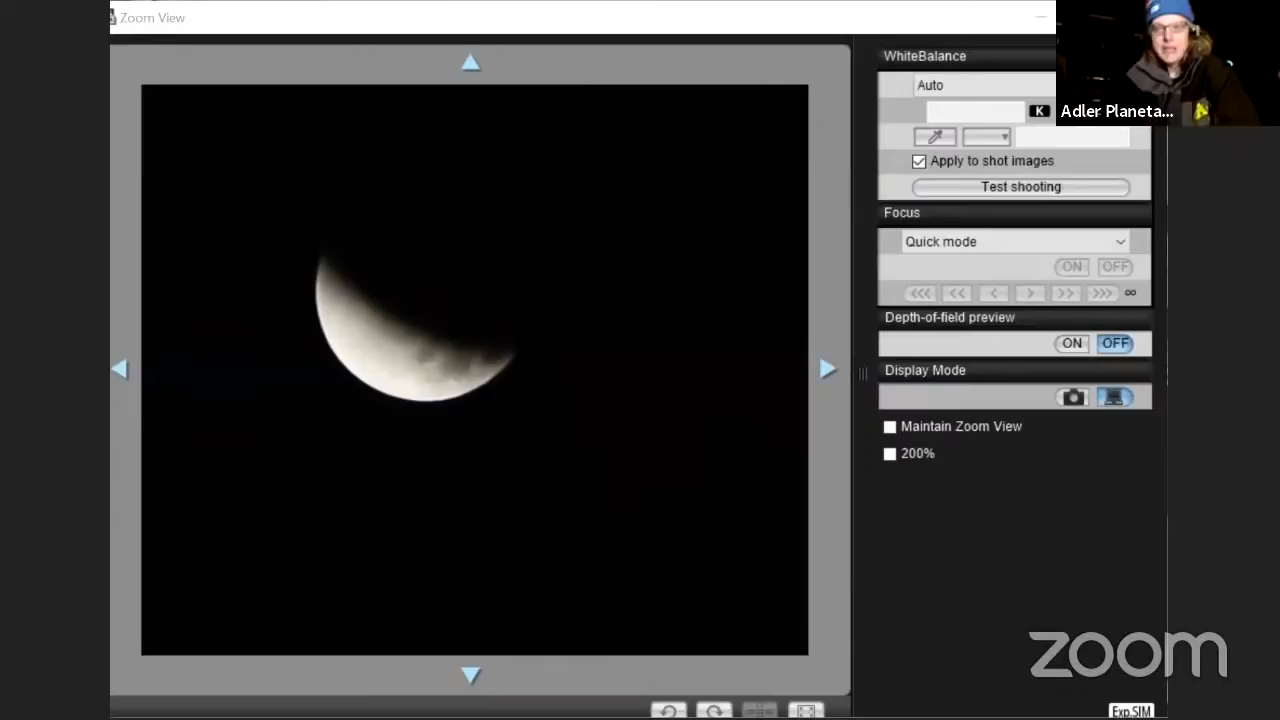 Zoom View
WhiteBalance
Auto
K
Adler Planeta...
Apply to shot images
Test shooting
Focus
Quick mode
ON OFF
<<< << < > >> >>> ∞
Depth-of-field preview
ON OFF
Display Mode
Maintain Zoom View
200%
zoom
Exp.SIM